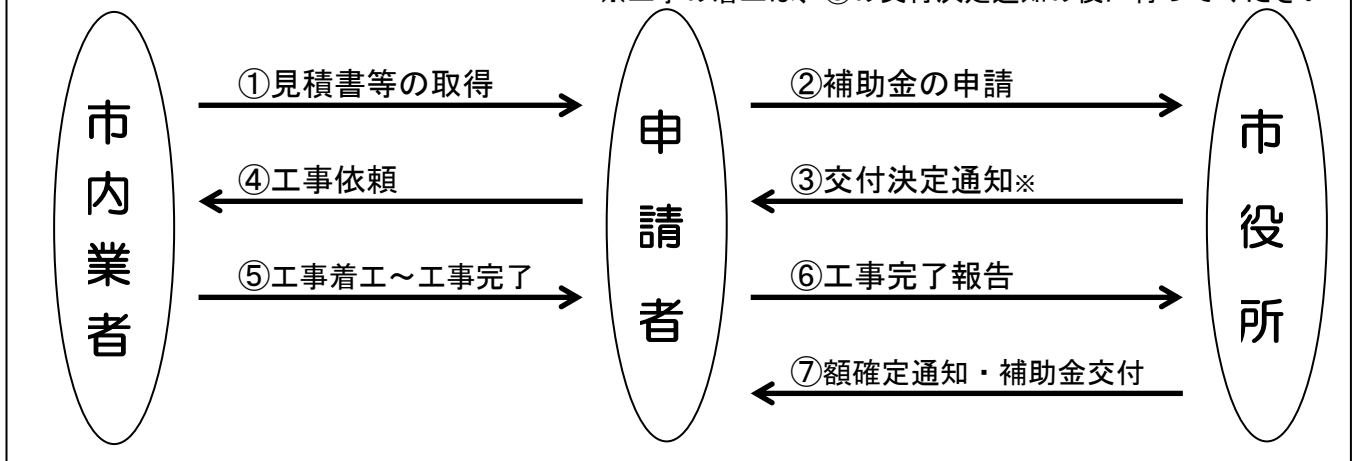 市内業者
①見積書等の取得
④工事依頼
⑤工事着工～工事完了
申請者
②補助金の申請
③交付決定通知※
⑥工事完了報告
⑦額確定通知・補助金交付
市役所